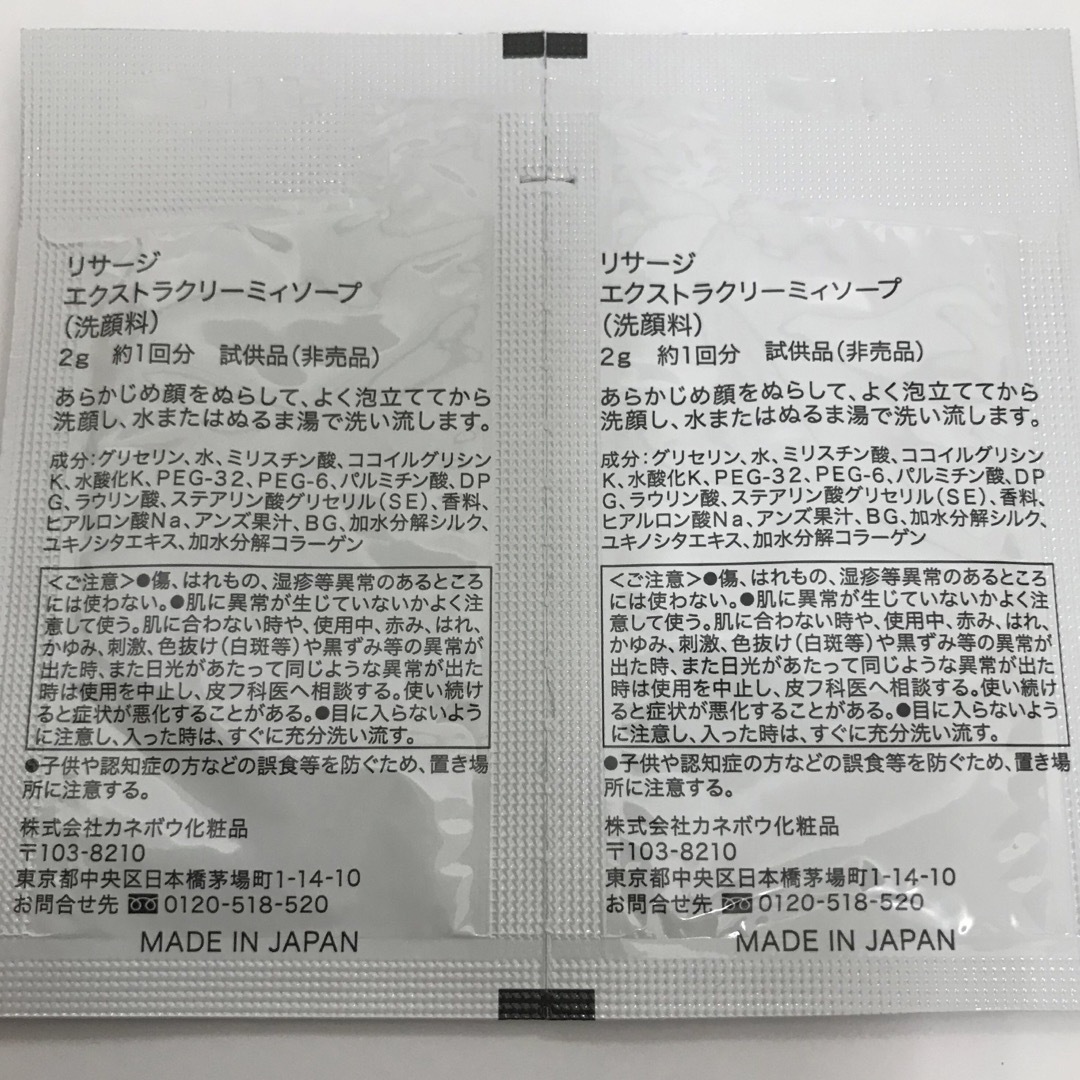 リサージ
エクストラクリーミィソープ
(洗顔料)
2g 約1回分 試供品(非売品)
あらかじめ顔をぬらして、よく泡立ててから
洗顔し、水またはぬるま湯で洗い流します。
成分:グリセリン、水、ミリスチン酸、ココイルグリシン
K、水酸化K、PEG-32、PEG-6、パルミチン酸、DP
G、ラウリン酸、ステアリン酸グリセリル(SE)、香料、
ヒアルロン酸Na、アンズ果汁、BG、加水分解シルク、
ユキノシタエキス、加水分解コラーゲン
<ご注意>●傷、はれもの、湿疹等異常のあるところ
には使わない。●肌に異常が生じていないかよく注
意して使う。肌に合わない時や、使用中、赤み、はれ、
かゆみ、刺激、色抜け(白斑等)や黒ずみ等の異常が
出た時、また日光があたって同じような異常が出た
時は使用を中止し、皮フ科医へ相談する。使い続け
ると症状が悪化することがある。●目に入らないよう
に注意し、入った時は、すぐに充分洗い流す。
●子供や認知症の方などの誤食等を防ぐため、置き場
所に注意する。
株式会社カネボウ化粧品
〒103-8210
東京都中央区日本橋茅場町1-14-10
お問合せ先 0120-518-520
MADE IN JAPAN
リサージ
エクストラクリーミィソープ
(洗顔料)
2g 約1回分 試供品(非売品)
あらかじめ顔をぬらして、よく泡立ててから
洗顔し、水またはぬるま湯で洗い流します。
成分:グリセリン、水、ミリスチン酸、ココイルグリシン
K、水酸化K、PEG-32、PEG-6、パルミチン酸、DP
G、ラウリン酸、ステアリン酸グリセリル(SE)、香料、
ヒアルロン酸Na、アンズ果汁、BG、加水分解シルク、
ユキノシタエキス、加水分解コラーゲン
<ご注意>●傷、はれもの、湿疹等異常のあるところ
には使わない。●肌に異常が生じていないかよく注
意して使う。肌に合わない時や、使用中、赤み、はれ、
かゆみ、刺激、色抜け(白斑等)や黒ずみ等の異常が
出た時、また日光があたって同じような異常が出た
時は使用を中止し、皮フ科医へ相談する。使い続け
ると症状が悪化することがある。●目に入らないよう
に注意し、入った時は、すぐに充分洗い流す。
●子供や認知症の方などの誤食等を防ぐため、置き場
所に注意する。
株式会社カネボウ化粧品
〒103-8210
東京都中央区日本橋茅場町1-14-10
お問合せ先 0120-518-520
MADE IN JAPAN